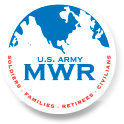 U.S. ARMY
MWR
SOLDIERS · FAMILIES · RETIREES · CIVILIANS